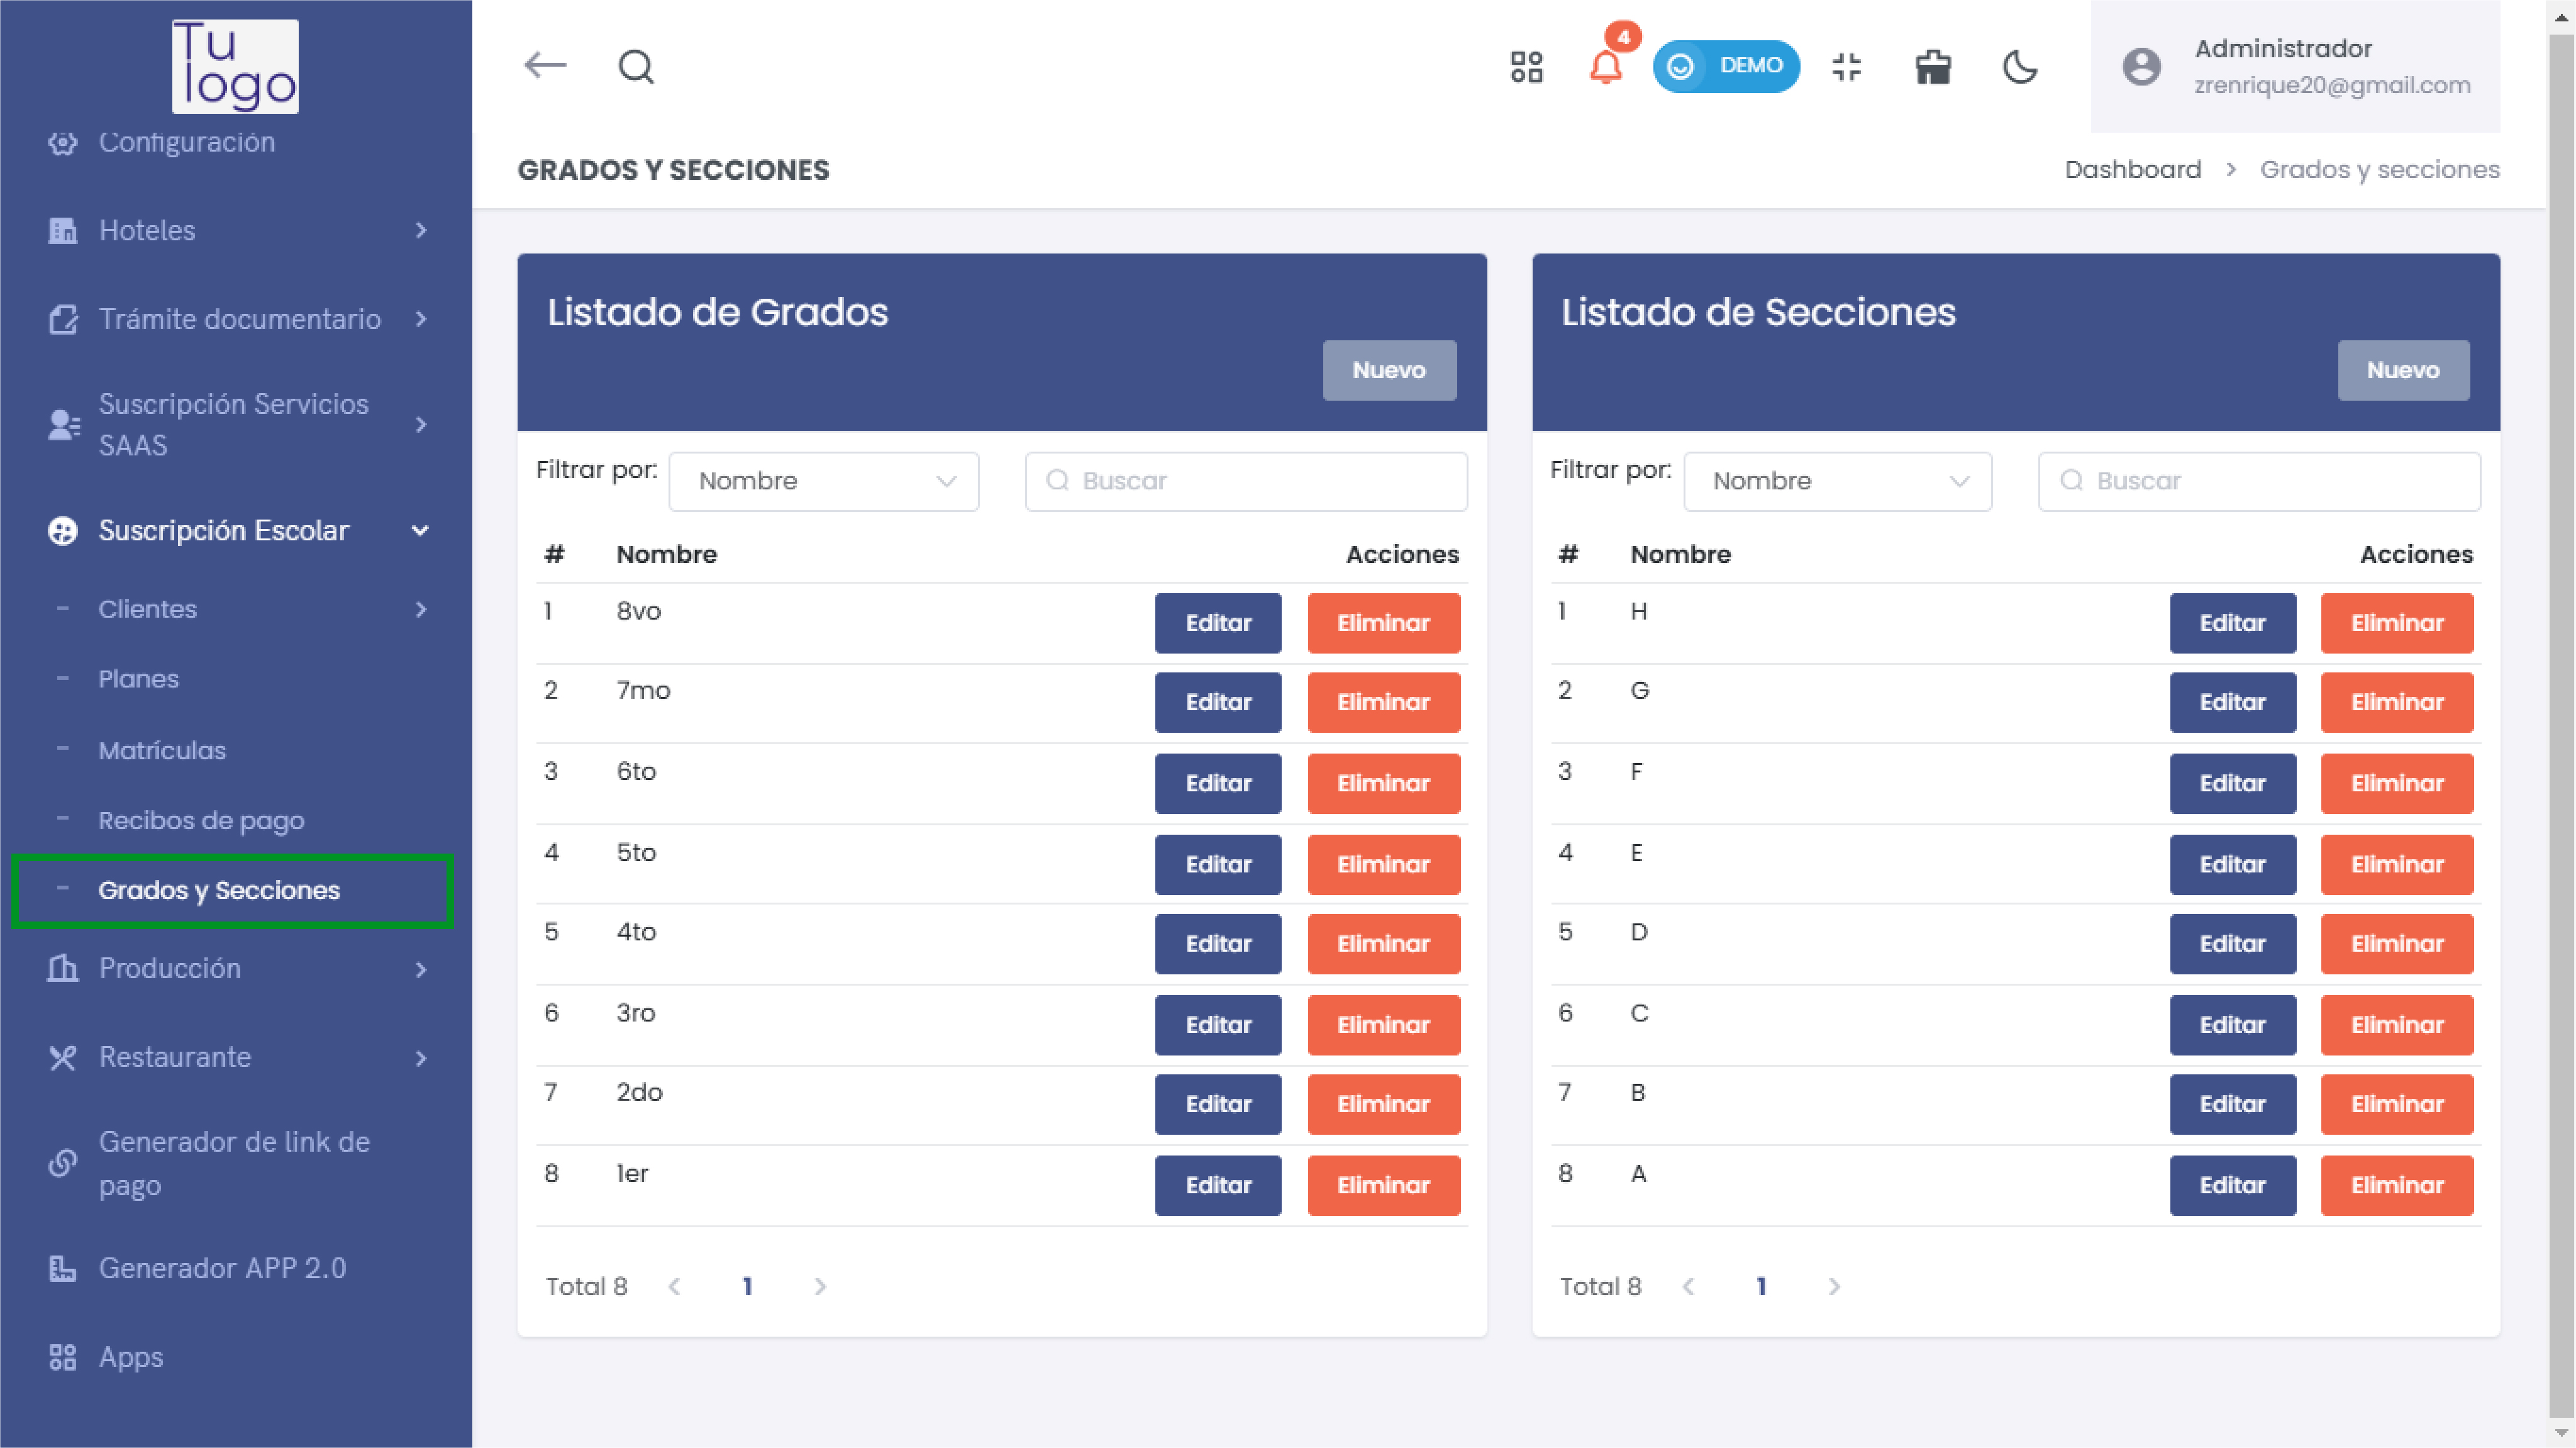 Tu
logo
Configuración
Hoteles
Trámite documentario
Suscripción Servicios
SAAS
Suscripción Escolar
Clientes
Planes
Matrículas
Recibos de pago
Grados y Secciones
Producción
Restaurante
Generador de link de
pago
Generador APP 2.0
Apps
4
DEMO
Administrador
zrenrique20@gmail.com
GRADOS Y SECCIONES
Dashboard > Grados y secciones
Listado de Grados
Nuevo
Filtrar por: Nombre Buscar
# Nombre Acciones
1 8vo Editar Eliminar
2 7mo Editar Eliminar
3 6to Editar Eliminar
4 5to Editar Eliminar
5 4to Editar Eliminar
6 3ro Editar Eliminar
7 2do Editar Eliminar
8 1er Editar Eliminar
Total 8 < 1 >
Listado de Secciones
Nuevo
Filtrar por: Nombre Buscar
# Nombre Acciones
1 H Editar Eliminar
2 G Editar Eliminar
3 F Editar Eliminar
4 E Editar Eliminar
5 D Editar Eliminar
6 C Editar Eliminar
7 B Editar Eliminar
8 A Editar Eliminar
Total 8 < 1 >